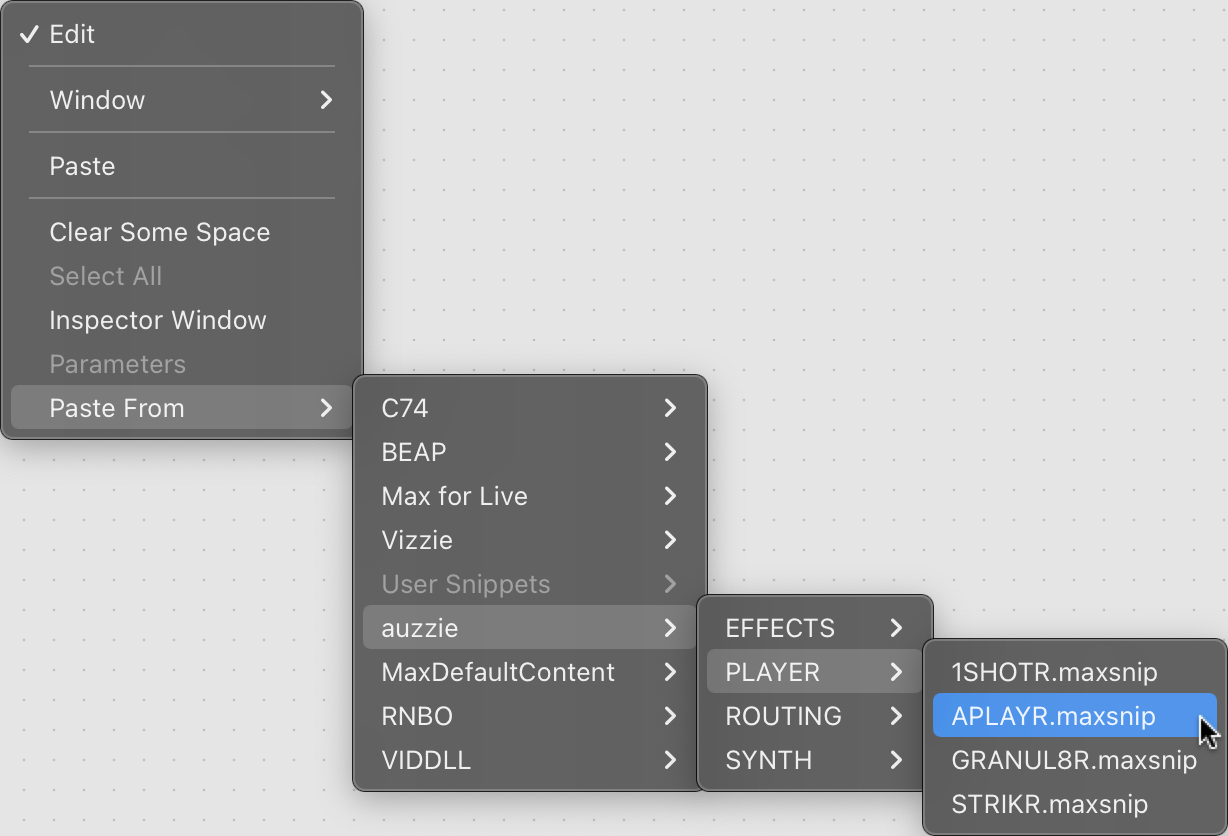 ✓ Edit
Window
Paste
Clear Some Space
Select All
Inspector Window
Parameters
Paste From
C74
BEAP
Max for Live
Vizzie
User Snippets
auzzie
MaxDefaultContent
RNBO
VIDDLL
EFFECTS
PLAYER
ROUTING
SYNTH
1SHOTR.maxsnip
APLAYR.maxsnip
GRANUL8R.maxsnip
STRIKR.maxsnip